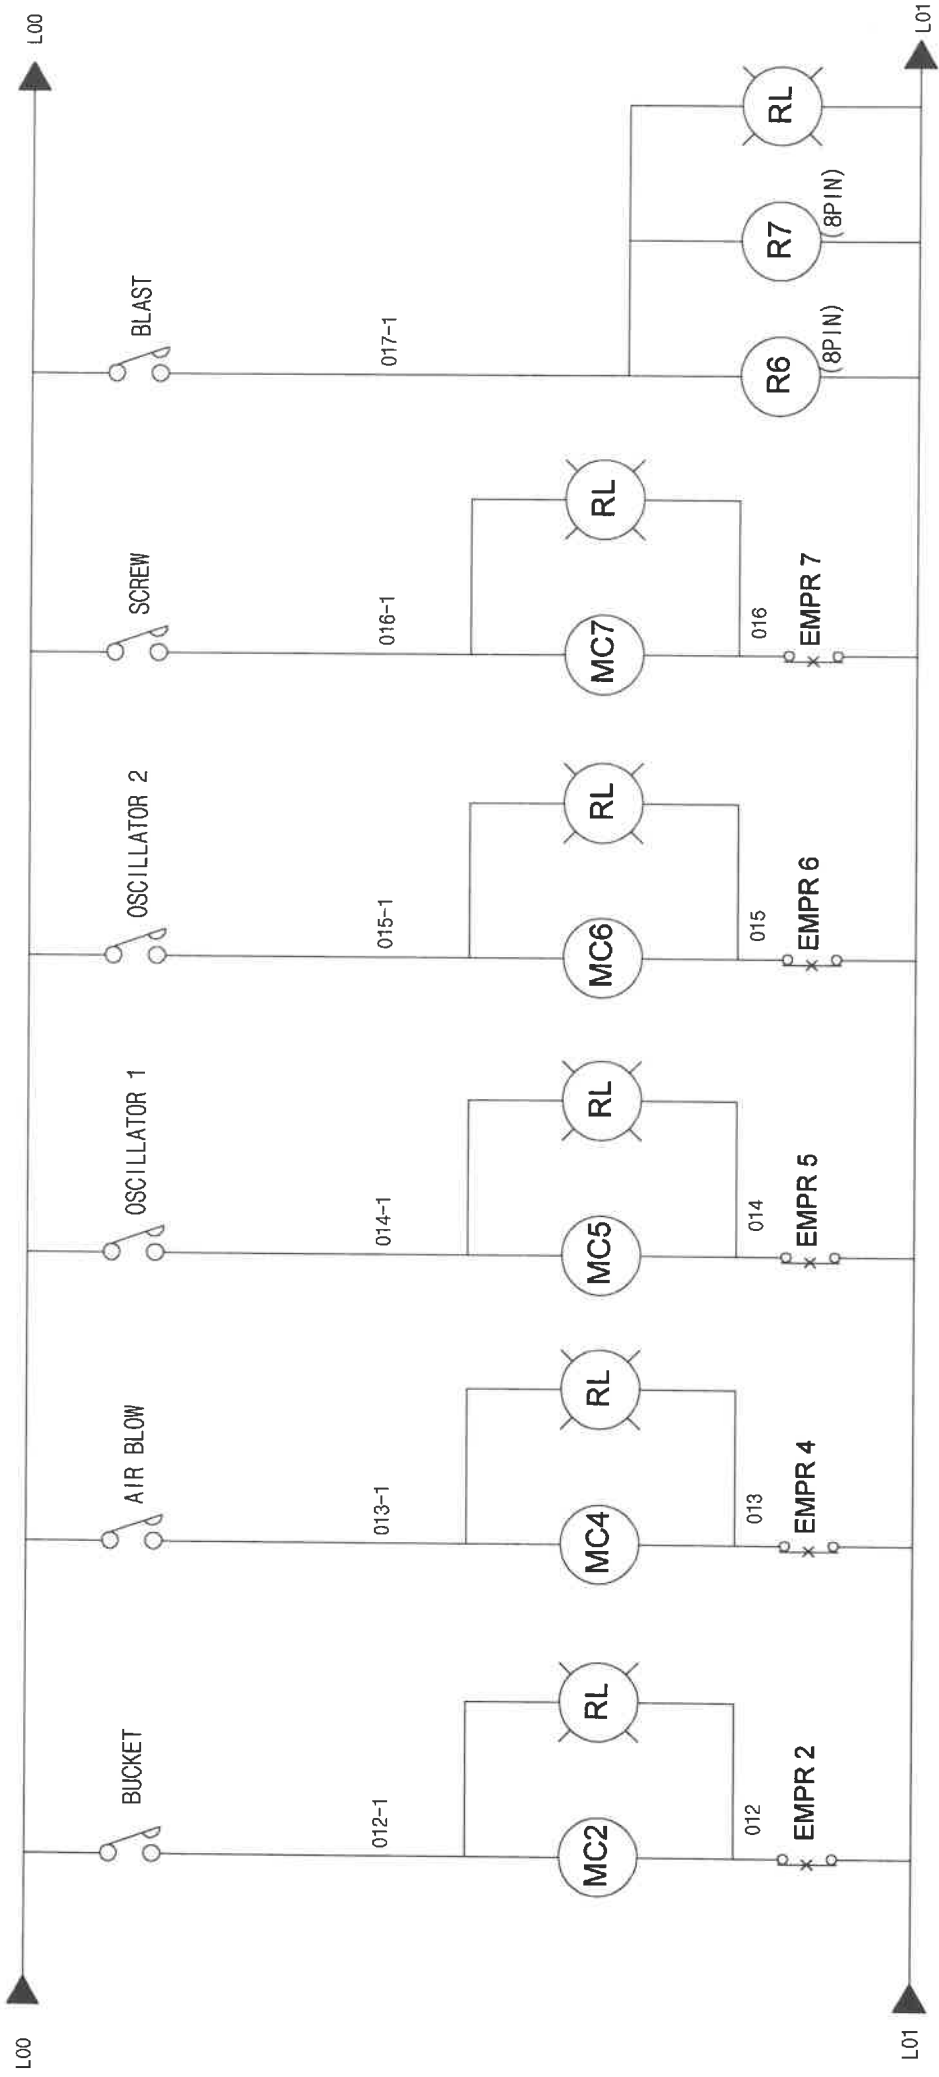 L00
L00
BUCKET
AIR BLOW
OSCILLATOR 1
OSCILLATOR 2
SCREW
BLAST
012-1
013-1
014-1
015-1
016-1
017-1
MC2
RL
MC4
RL
MC5
RL
MC6
RL
MC7
RL
R6
(8PIN)
R7
(8PIN)
RL
012
013
014
015
016
EMPR 2
EMPR 4
EMPR 5
EMPR 6
EMPR 7
L01
L01